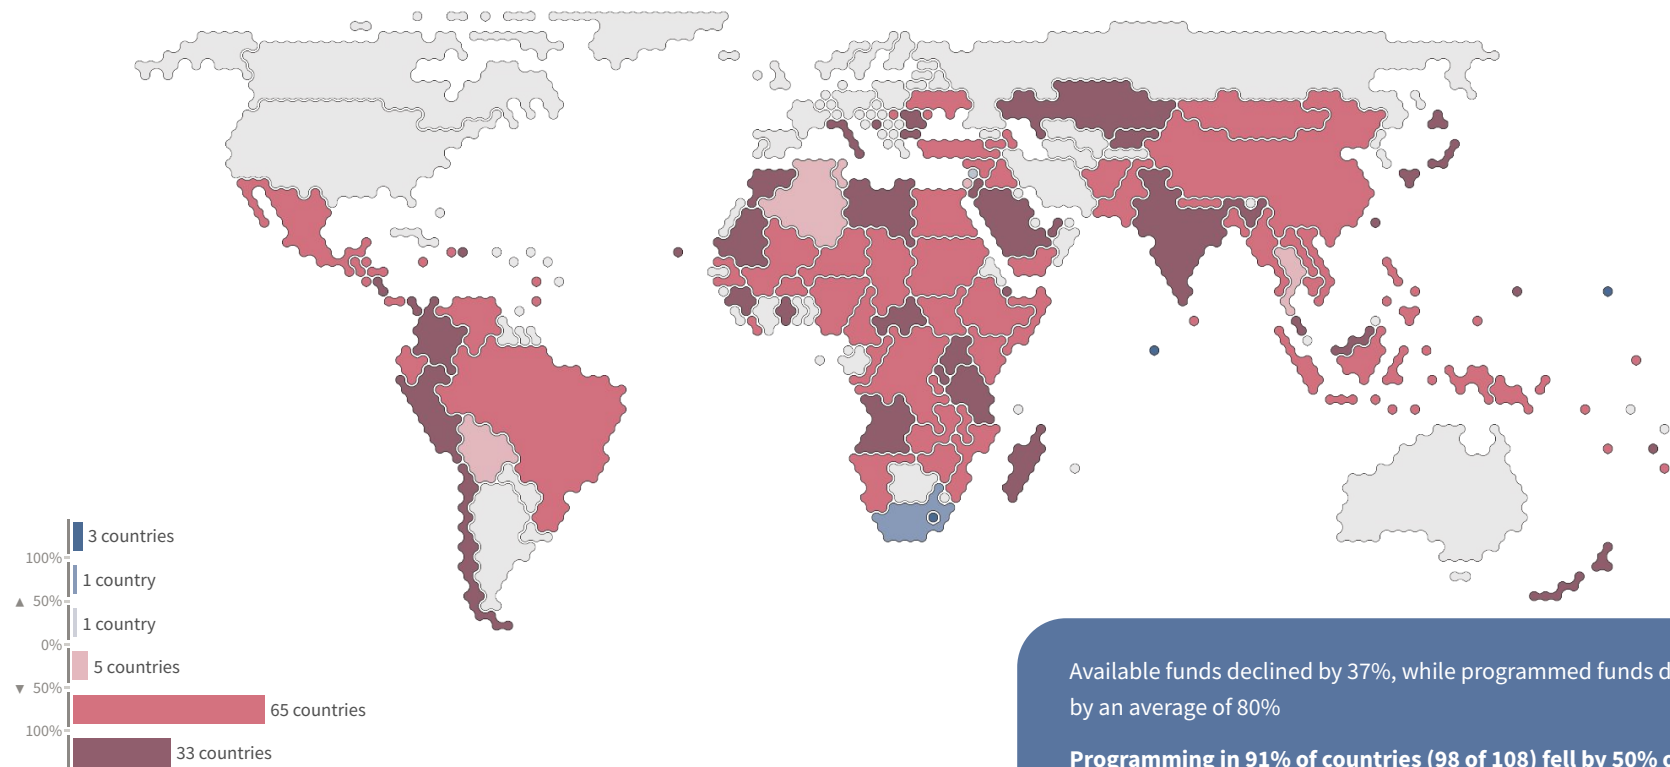 3 countries
100%
1 country
▲ 50%
1 country
0%
5 countries
▼ 50%
65 countries
100%
33 countries
Available funds declined by 37%, while programmed funds
by an average of 80%
Programming in 91% of countries (98 of 108) fell by 50%